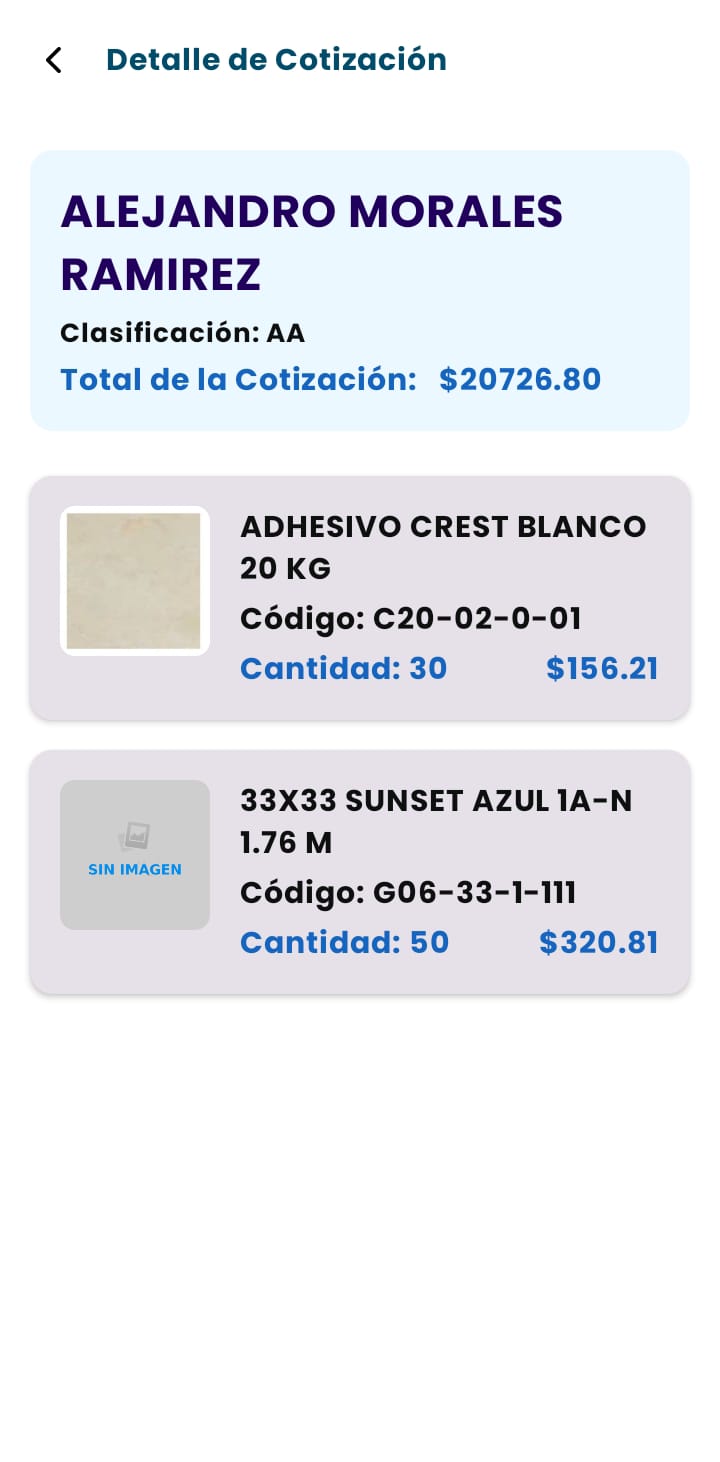 Detalle de Cotización
ALEJANDRO MORALES
RAMIREZ
Clasificación: AA
Total de la Cotización: $20726.80
ADHESIVO CREST BLANCO
20 KG
Código: C20-02-0-01
Cantidad: 30 $156.21
SIN IMAGEN
33X33 SUNSET AZUL 1A-N
1.76 M
Código: G06-33-1-111
Cantidad: 50 $320.81